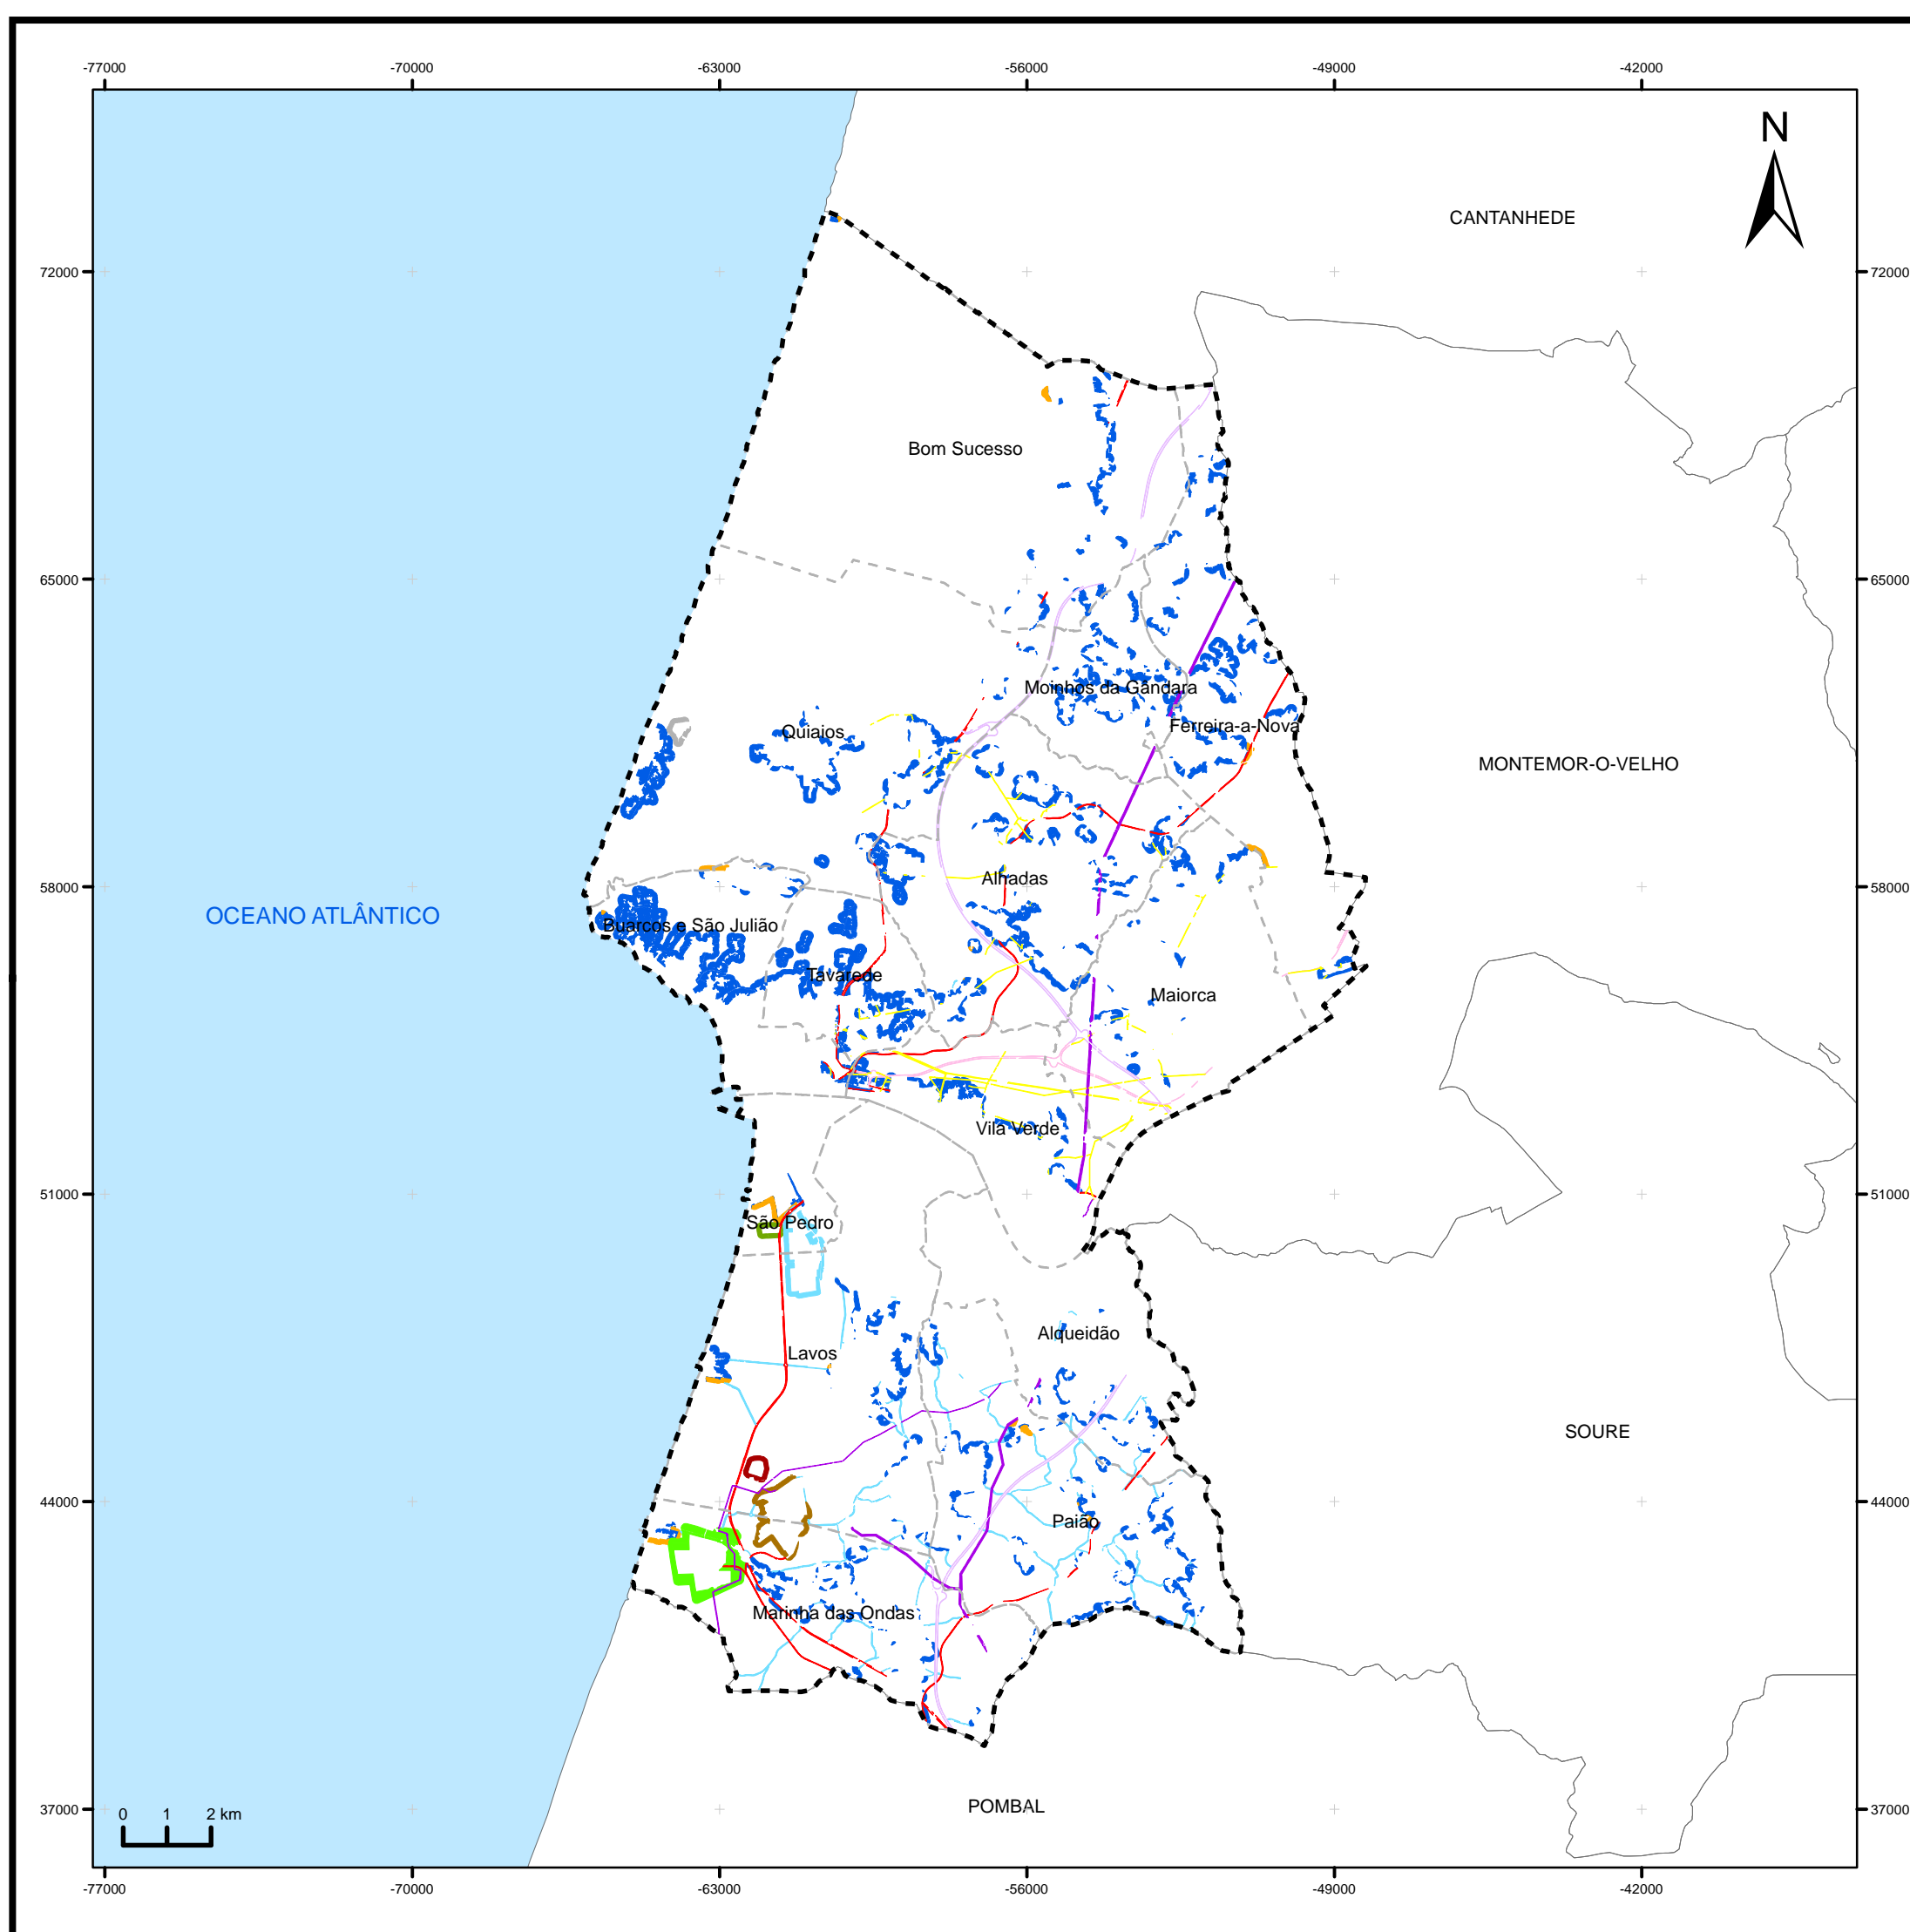 -77000 -70000 -63000 -56000 -49000 -42000
N
CANTANHEDE
72000 72000
Bom Sucesso
65000 65000
Moinhos da Gândara
Ferreira-a-Nova
Quiaios
MONTEMOR-O-VELHO
Alhadas
58000 58000
OCEANO ATLÂNTICO
Buarcos e São Julião
Tavarede
Maiorca
Vila Verde
51000 51000
São Pedro
Alqueidão
Lavos
SOURE
44000 44000
Paião
Marinha das Ondas
POMBAL
37000 37000
0 1 2 km
-77000 -70000 -63000 -56000 -49000 -42000